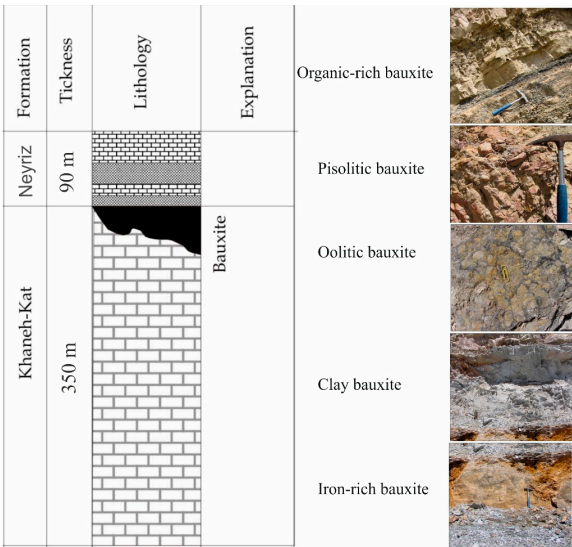 Formation
Tickness
Lithology
Explanation
Neyriz
90 m
Khaneh-Kat
350 m
Bauxite
Organic-rich bauxite
Pisolitic bauxite
Oolitic bauxite
Clay bauxite
Iron-rich bauxite